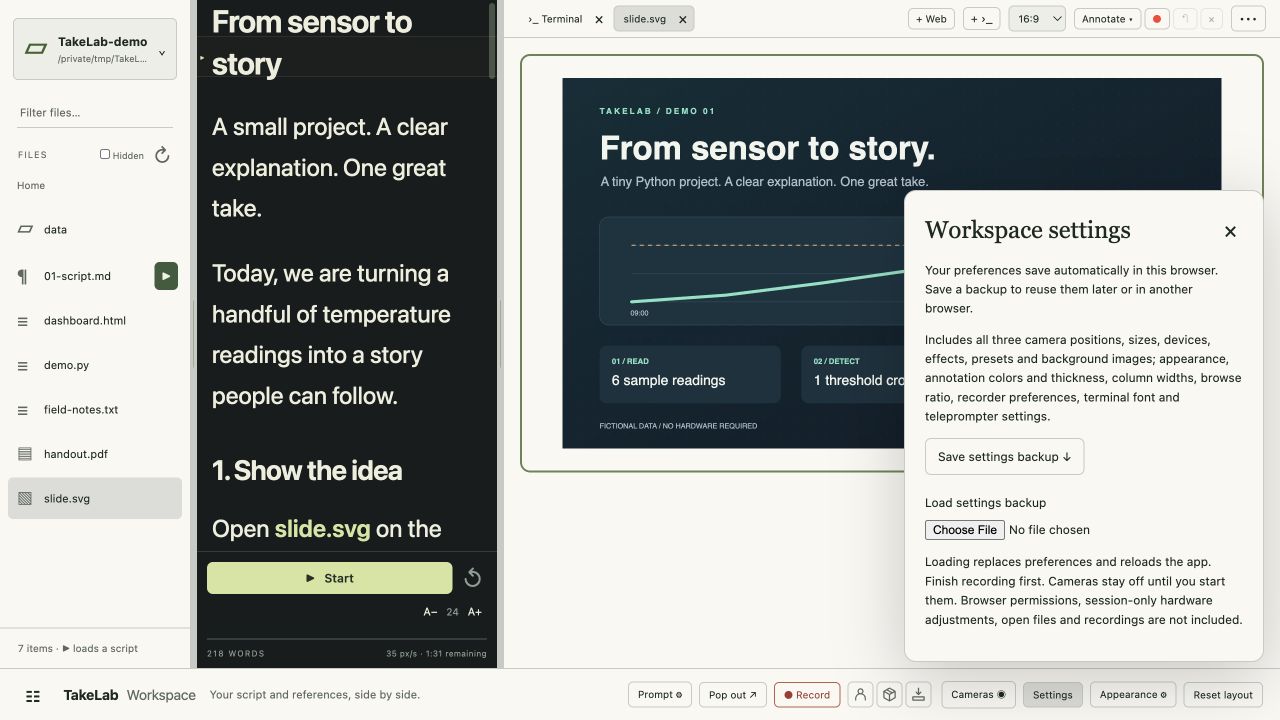 TakeLab-demo
/private/tmp/TakeL...
Filter files...
FILES
Hidden
Home
data
01-script.md
dashboard.html
demo.py
field-notes.txt
handout.pdf
slide.svg
7 items · ▶ loads a script
From sensor to
story
A small project. A clear
explanation. One great
take.
Today, we are turning a
handful of temperature
readings into a story
people can follow.
1. Show the idea
Open slide.svg on the
▶ Start
A− 24 A+
218 WORDS
35 px/s · 1:31 remaining
›_ Terminal ✕
slide.svg ✕
+ Web
+ ›_
16:9
Annotate ▾
TAKELAB / DEMO 01
From sensor to story.
A tiny Python project. A clear explanation. One great take.
09:00
01 / READ
6 sample readings
02 / DETECT
1 threshold cro
FICTIONAL DATA / NO HARDWARE REQUIRED
Workspace settings
Your preferences save automatically in this browser.
Save a backup to reuse them later or in another
browser.
Includes all three camera positions, sizes, devices,
effects, presets and background images; appearance,
annotation colors and thickness, column widths, browse
ratio, recorder preferences, terminal font and
teleprompter settings.
Save settings backup ↓
Load settings backup
Choose File No file chosen
Loading replaces preferences and reloads the app.
Finish recording first. Cameras stay off until you start
them. Browser permissions, session-only hardware
adjustments, open files and recordings are not included.
TakeLab Workspace
Your script and references, side by side.
Prompt ⚙
Pop out ↗
Record
Cameras ◉
Settings
Appearance ⚙
Reset layout